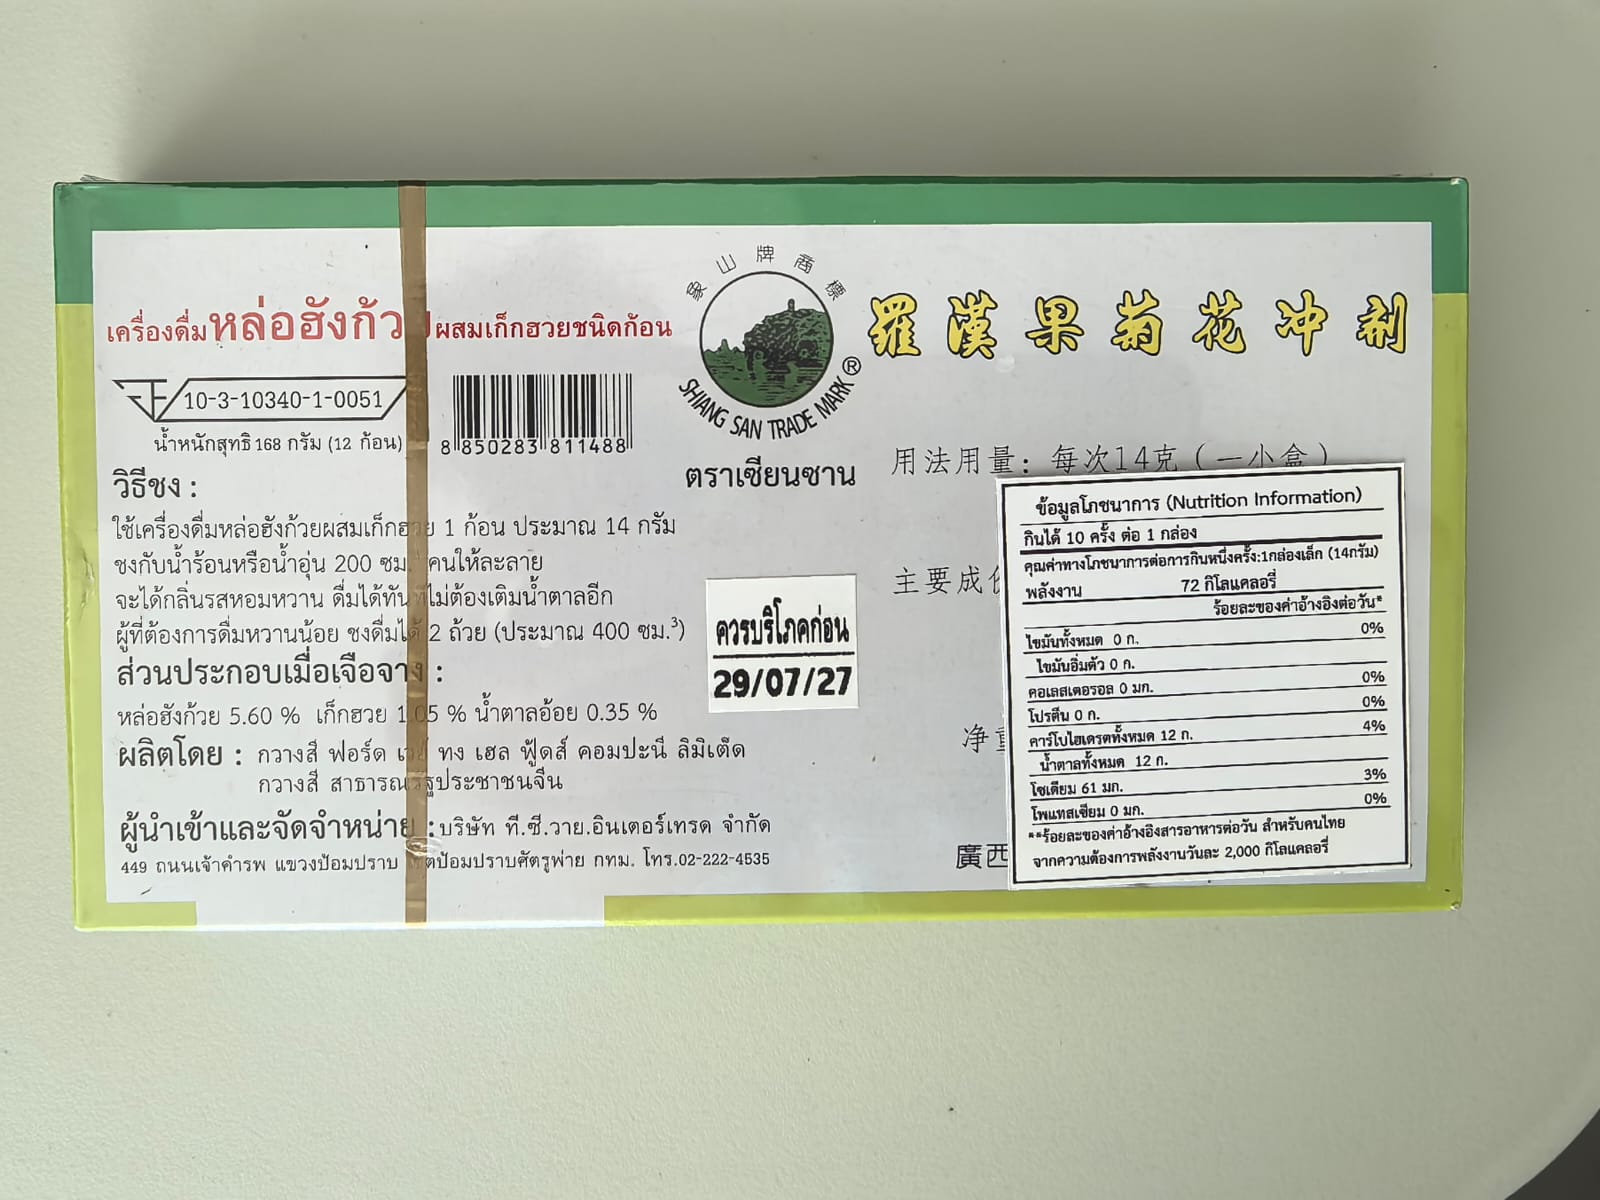 เครื่องดื่มหล่อฮังก้วยผสมเก็กฮวยชนิดก้อน
10-3-10340-1-0051
น้ำหนักสุทธิ 168 กรัม (12 ก้อน)
8 850283 811488
วิธีชง :
ใช้เครื่องดื่มหล่อฮังก้วยผสมเก็กฮวย 1 ก้อน ประมาณ 14 กรัม
ชงกับน้ำร้อนหรือน้ำอุ่น 200 ซม. คนให้ละลาย
จะได้กลิ่นรสหอมหวาน ดื่มได้ทันทีไม่ต้องเติมน้ำตาลอีก
ผู้ที่ต้องการดื่มหวานน้อย ชงดื่มได้ 2 ถ้วย (ประมาณ 400 ซม.³)
ส่วนประกอบเมื่อเจือจาง :
หล่อฮังก้วย 5.60 % เก็กฮวย 1.05 % น้ำตาลอ้อย 0.35 %
ผลิตโดย : กวางสี ฟอร์ด ทง เฮล ฟู้ดส์ คอมปะนี ลิมิเต็ด
กวางสี สาธารณรัฐประชาชนจีน
ผู้นำเข้าและจัดจำหน่าย : บริษัท ที.ซี.วาย.อินเตอร์เทรด จำกัด
449 ถนนเจ้าคำรพ แขวงป้อมปราบ เขตป้อมปราบศัตรูพ่าย กทม. โทร.02-222-4535
象山牌商標
SHIANG SAN TRADE MARK ®
ตราเซียนซาน
ควรบริโภคก่อน
29/07/27
羅漢果菊花冲剤
用法用量：每次14克（一小盒）
主要成
净
廣西
ข้อมูลโภชนาการ (Nutrition Information)
กินได้ 10 ครั้ง ต่อ 1 กล่อง
คุณค่าทางโภชนาการต่อการกินหนึ่งครั้ง:1กล่องเล็ก (14กรัม)
พลังงาน 72 กิโลแคลอรี่
ร้อยละของค่าอ้างอิงต่อวัน*
ไขมันทั้งหมด 0 ก. 0%
ไขมันอิ่มตัว 0 ก.
คอเลสเตอรอล 0 มก. 0%
โปรตีน 0 ก. 0%
คาร์โบไฮเดรตทั้งหมด 12 ก. 4%
น้ำตาลทั้งหมด 12 ก.
โซเดียม 61 มก. 3%
โพแทสเซียม 0 มก. 0%
**ร้อยละของค่าอ้างอิงสารอาหารต่อวัน สำหรับคนไทย
จากความต้องการพลังงานวันละ 2,000 กิโลแคลอรี่